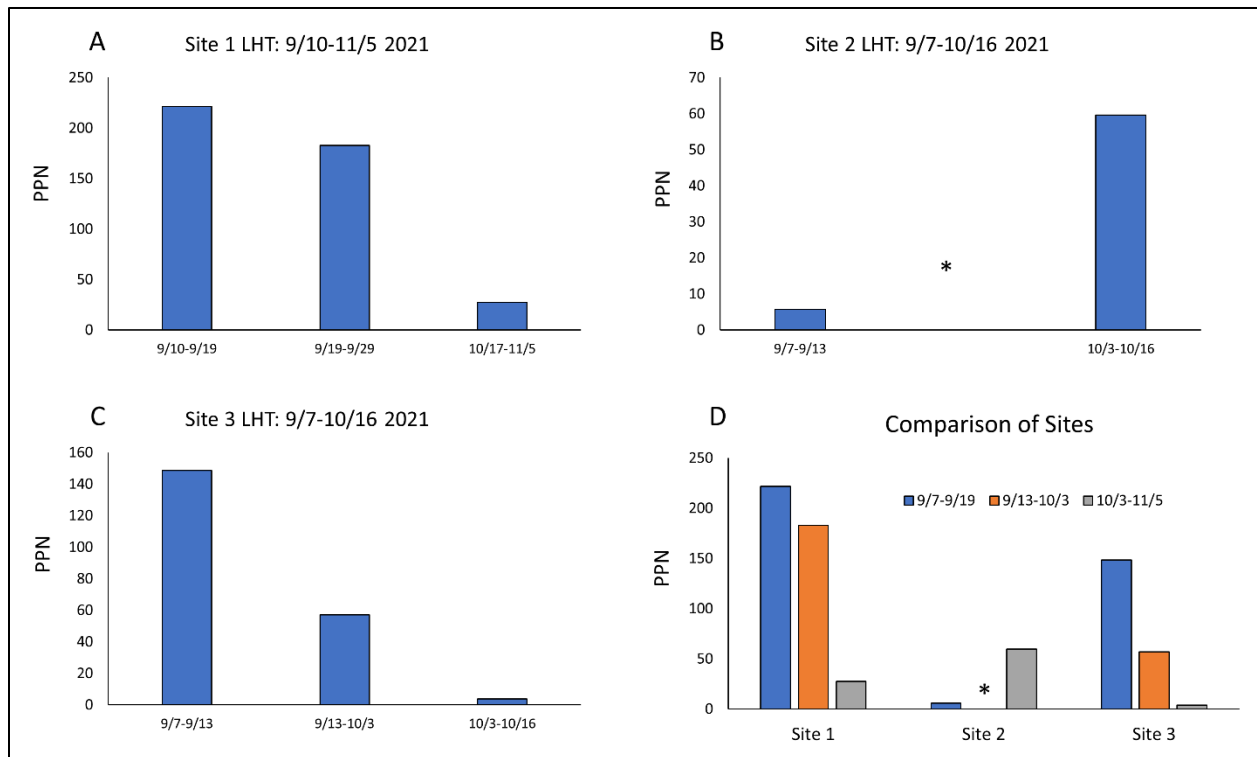 A
Site 1 LHT: 9/10-11/5 2021
PPN
250
200
150
100
50
0
9/10-9/19 9/19-9/29 10/17-11/5
B
Site 2 LHT: 9/7-10/16 2021
PPN
70
60
50
40
30
20
10
0
*
9/7-9/13 10/3-10/16
C
Site 3 LHT: 9/7-10/16 2021
PPN
160
140
120
100
80
60
40
20
0
9/7-9/13 9/13-10/3 10/3-10/16
D
Comparison of Sites
PPN
250
200
150
100
50
0
9/7-9/19 9/13-10/3 10/3-11/5
*
Site 1 Site 2 Site 3